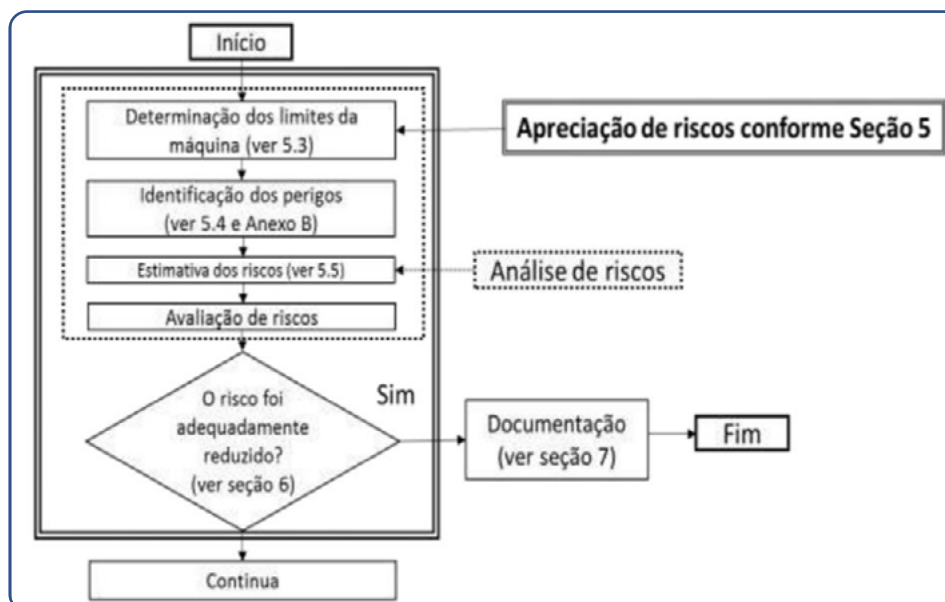 Início
Determinação dos limites da
máquina (ver 5.3)
Apreciação de riscos conforme Seção 5
Identificação dos perigos
(ver 5.4 e Anexo B)
Estimativa dos riscos (ver 5.5)
Análise de riscos
Avaliação de riscos
O risco foi
adequadamente
reduzido?
(ver seção 6)
Sim
Documentação
(ver seção 7)
Fim
Continua